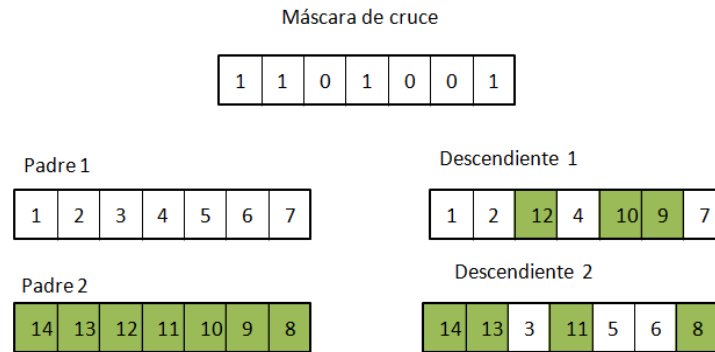 Máscara de cruce
1 1 0 1 0 0 1
Padre 1
1 2 3 4 5 6 7
Padre 2
14 13 12 11 10 9 8
Descendiente 1
1 2 12 4 10 9 7
Descendiente 2
14 13 3 11 5 6 8